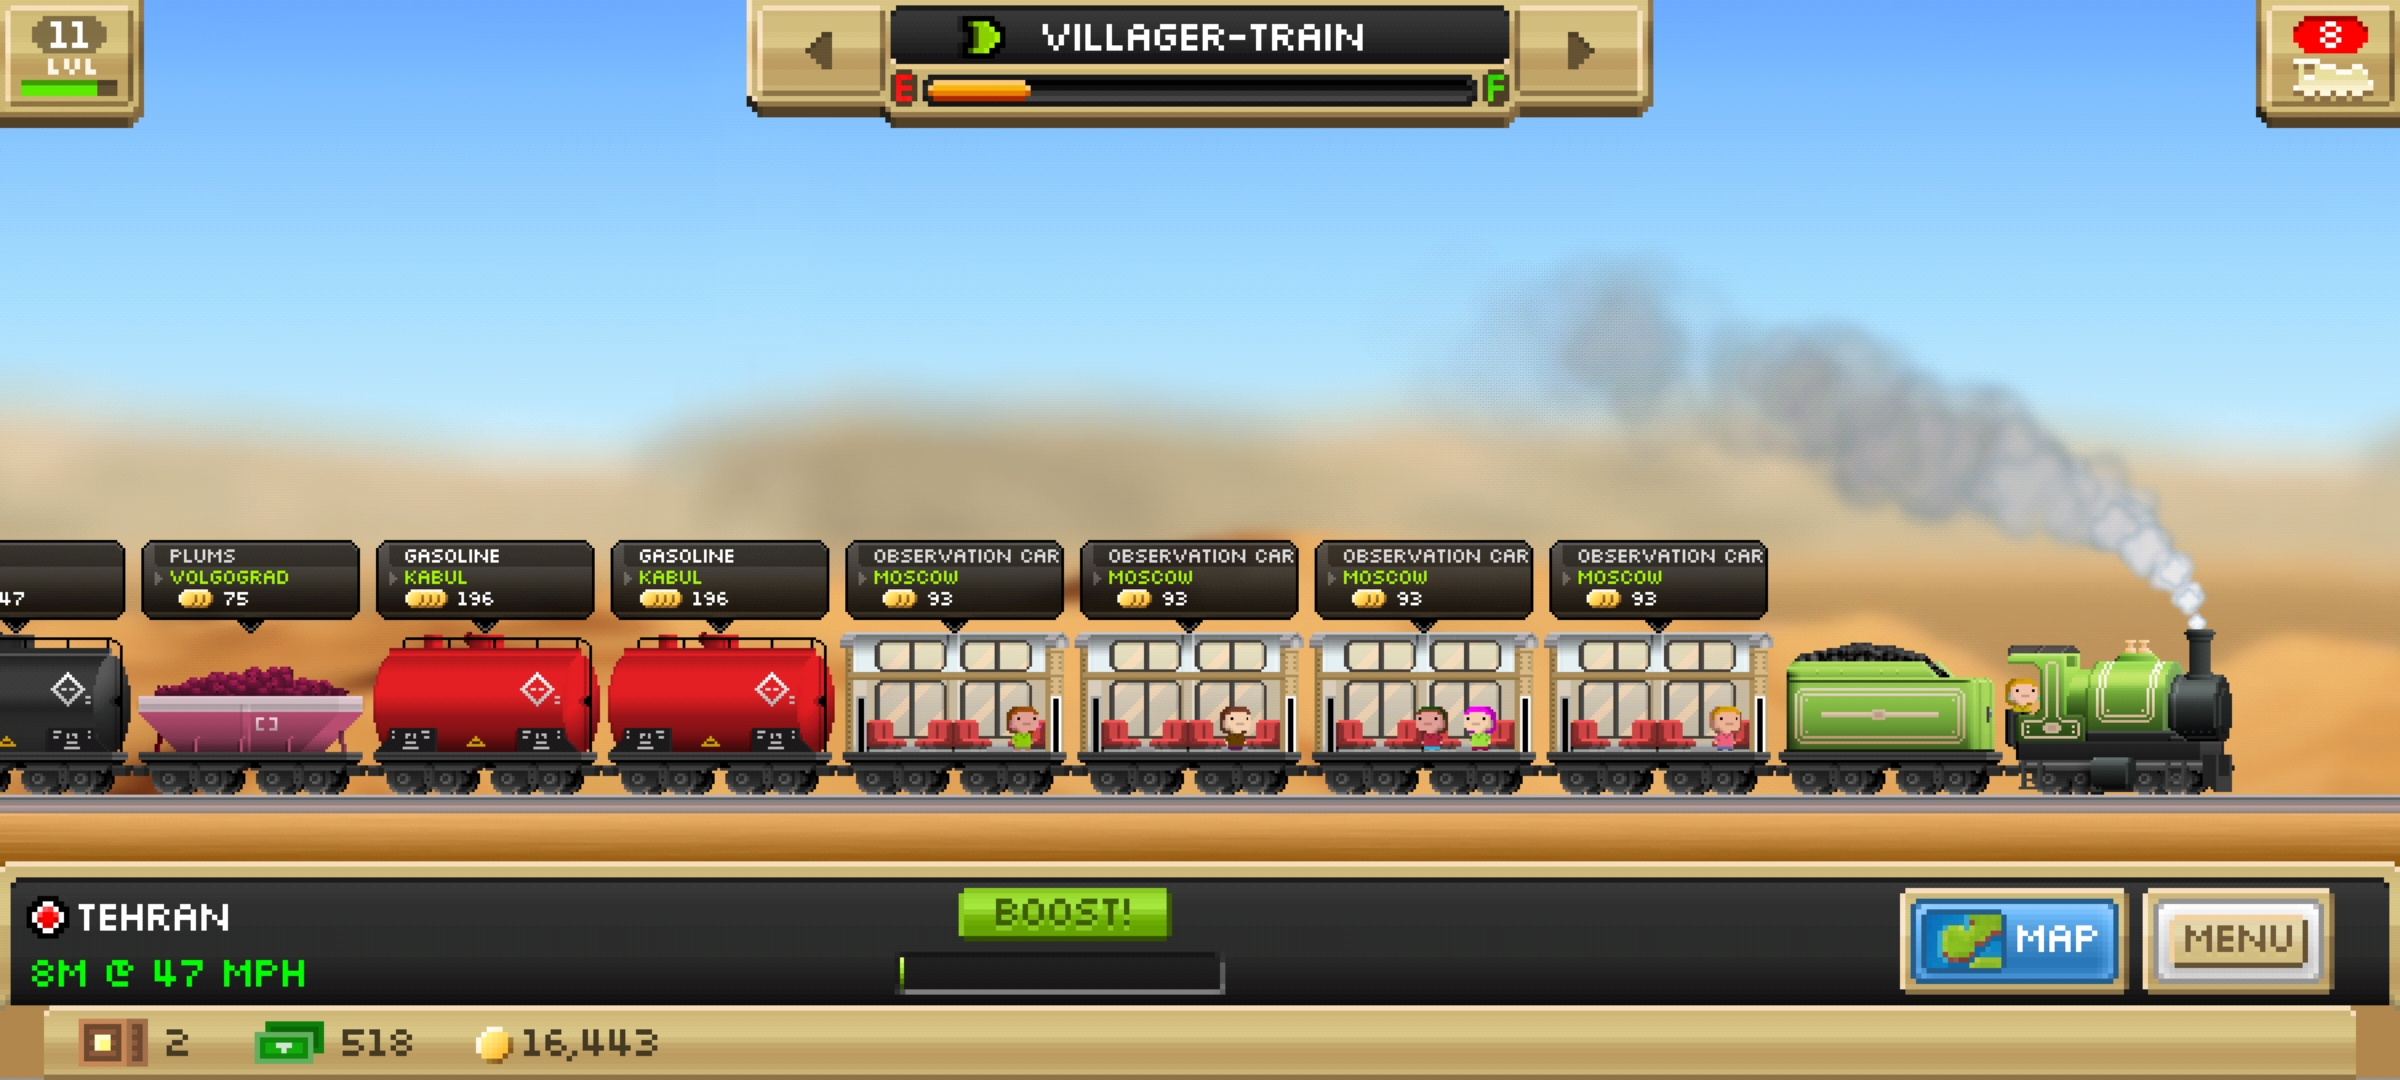 11
LVL
VILLAGER-TRAIN
E F
8
47
PLUMS
VOLGOGRAD
75
GASOLINE
KABUL
196
GASOLINE
KABUL
196
OBSERVATION CAR
MOSCOW
93
OBSERVATION CAR
MOSCOW
93
OBSERVATION CAR
MOSCOW
93
OBSERVATION CAR
MOSCOW
93
TEHRAN
8M @ 47 MPH
BOOST!
MAP
MENU
2
518
16,443